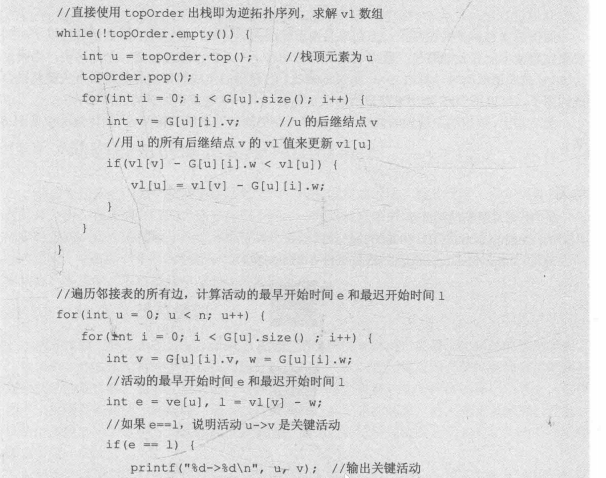 //直接使用 topOrder 出栈即为逆拓扑序列，求解 vl 数组
while(!topOrder.empty()) {
int u = topOrder.top();    //栈顶元素为 u
topOrder.pop();
for(int i = 0; i < G[u].size(); i++) {
int v = G[u][i].v;    //u 的后继结点 v
//用 u 的所有后继结点 v 的 vl 值来更新 vl[u]
if(vl[v] - G[u][i].w < vl[u]) {
vl[u] = vl[v] - G[u][i].w;
}
}
}
//遍历邻接表的所有边，计算活动的最早开始时间 e 和最迟开始时间 l
for(int u = 0; u < n; u++) {
for(int i = 0; i < G[u].size() ; i++) {
int v = G[u][i].v, w = G[u][i].w;
//活动的最早开始时间 e 和最迟开始时间 l
int e = ve[u], l = vl[v] - w;
//如果 e==l，说明活动 u->v 是关键活动
if(e == l) {
printf("%d->%d\n", u, v);  //输出关键活动